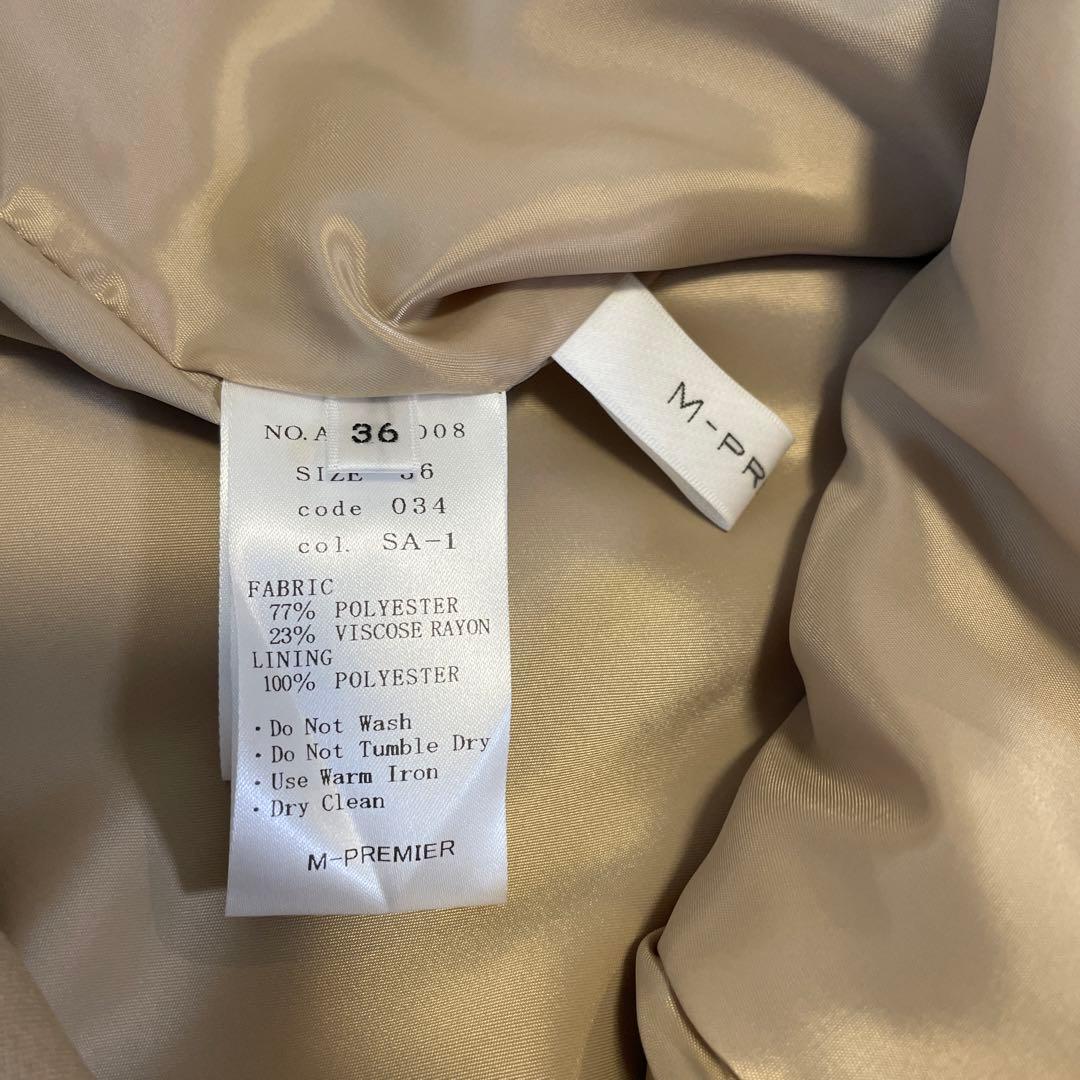 NO. A 008
36
SIZE 36
code 034
col. SA-1
FABRIC
77% POLYESTER
23% VISCOSE RAYON
LINING
100% POLYESTER
・Do Not Wash
・Do Not Tumble Dry
・Use Warm Iron
・Dry Clean
M-PREMIER
M-PR